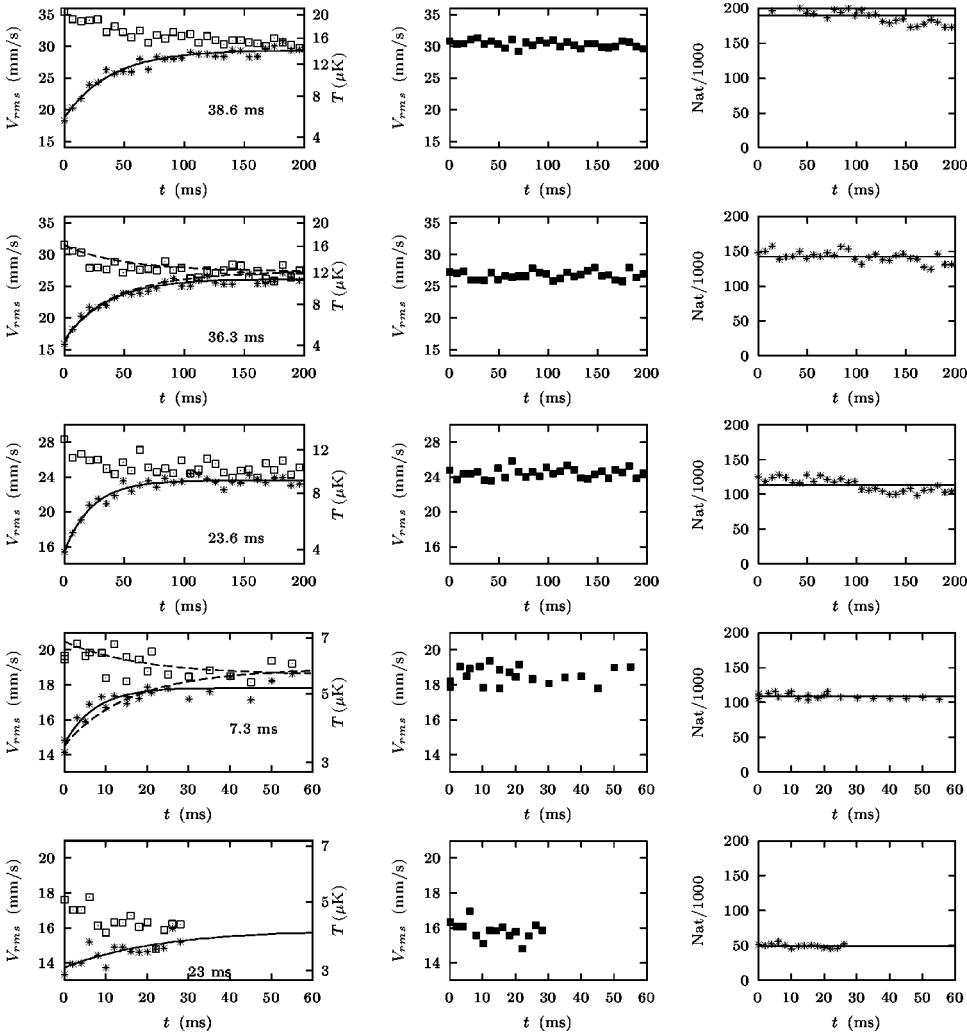 35 30 25 20 15
V_rms (mm/s)
20 16 12 8 4
T (μK)
38.6 ms
0 50 100 150 200
t (ms)
35 30 25 20 15
V_rms (mm/s)
0 50 100 150 200
t (ms)
200 150 100 50 0
Nat/1000
0 50 100 150 200
t (ms)
35 30 25 20 15
V_rms (mm/s)
20 16 12 8 4
T (μK)
36.3 ms
0 50 100 150 200
t (ms)
35 30 25 20 15
V_rms (mm/s)
0 50 100 150 200
t (ms)
200 150 100 50 0
Nat/1000
0 50 100 150 200
t (ms)
28 24 20 16
V_rms (mm/s)
12 9 6 4
T (μK)
23.6 ms
0 50 100 150 200
t (ms)
28 24 20 16
V_rms (mm/s)
0 50 100 150 200
t (ms)
200 150 100 50 0
Nat/1000
0 50 100 150 200
t (ms)
20 18 16 14
V_rms (mm/s)
7 5 3
T (μK)
7.3 ms
0 10 20 30 40 50 60
t (ms)
20 18 16 14
V_rms (mm/s)
0 10 20 30 40 50 60
t (ms)
200 150 100 50 0
Nat/1000
0 10 20 30 40 50 60
t (ms)
20 18 16 14
V_rms (mm/s)
7 5 3
T (μK)
23 ms
0 10 20 30 40 50 60
t (ms)
20 18 16 14
V_rms (mm/s)
0 10 20 30 40 50 60
t (ms)
200 150 100 50 0
Nat/1000
0 10 20 30 40 50 60
t (ms)